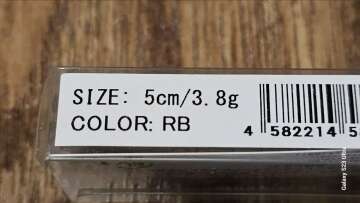 SIZE: 5cm/3.8g
COLOR: RB
4 582214 5
Galaxy S23 Ultra